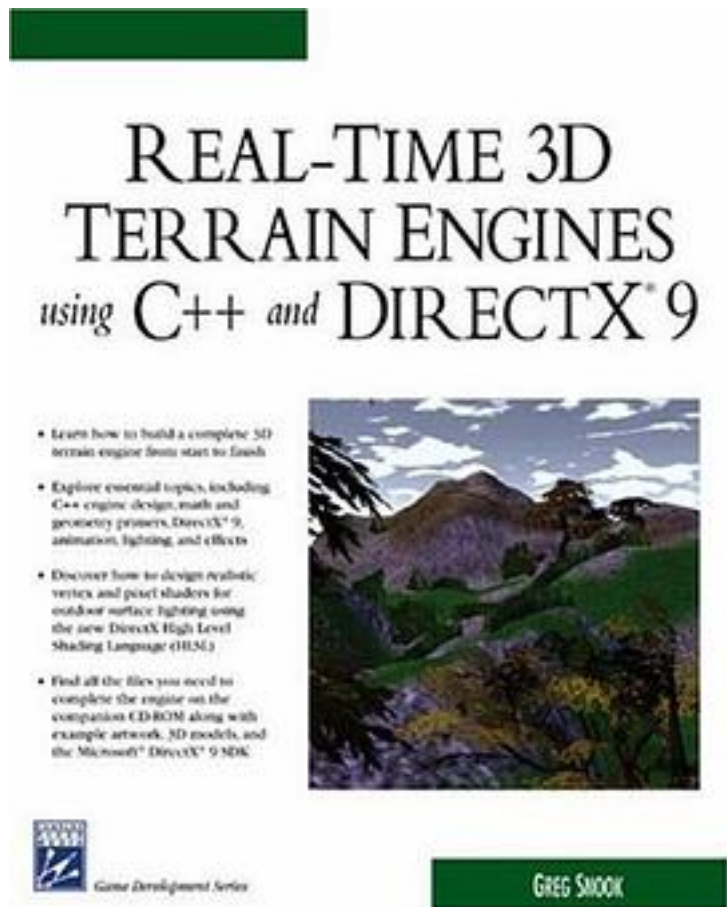 REAL-TIME 3D
TERRAIN ENGINES
using C++ and DIRECTX® 9
• Learn how to build a complete 3D
terrain engine from start to finish
• Explore essential topics, including
C++ engine design, math and
geometry primers, DirectX® 9,
animation, lighting, and effects
• Discover how to design realistic
vertex and pixel shaders for
outdoor surface lighting using
the new DirectX High Level
Shading Language (HLSL)
• Find all the files you need to
complete the engine on the
companion CD-ROM along with
example artwork, 3D models, and
the Microsoft® DirectX® 9 SDK
Game Development Series
GREG SNOOK